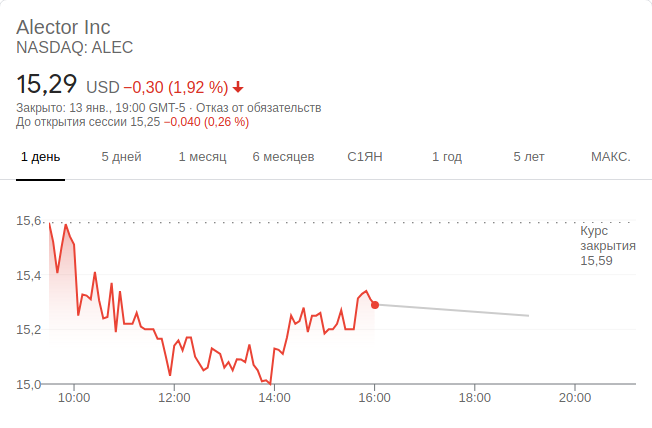 Alector Inc
NASDAQ: ALEC
15,29 USD −0,30 (1,92 %)
Закрыто: 13 янв., 19:00 GMT-5 · Отказ от обязательств
До открытия сессии 15,25 −0,040 (0,26 %)
1 день 5 дней 1 месяц 6 месяцев С1ЯН 1 год 5 лет МАКС.
15,6
Курс
закрытия
15,59
15,4
15,2
15,0
10:00 12:00 14:00 16:00 18:00 20:00